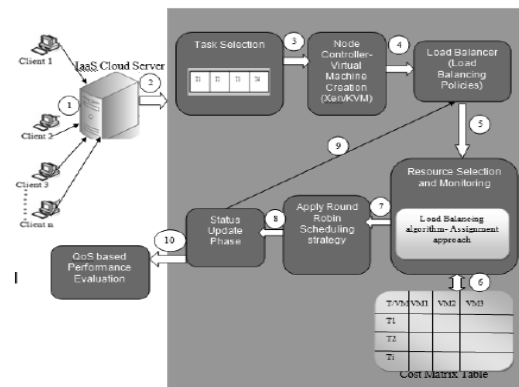 Client 1
IaaS Cloud Server
1
2
Client 2
Client 3
Client n
Task Selection
T1 T2 T3 T4
3
Node
Controller-
Virtual
Machine
Creation
(Xen/KVM)
4
Load Balancer
(Load
Balancing
Policies)
5
9
Resource Selection
and Monitoring
Load Balancing
algorithm- Assignment
approach
7
Apply Round
Robin
Scheduling
strategy
8
Status
Update
Phase
10
QoS based
Performance
Evaluation
6
T/VM VM1 VM2 VM3
T1
T2
Ti
Cost Matrix Table